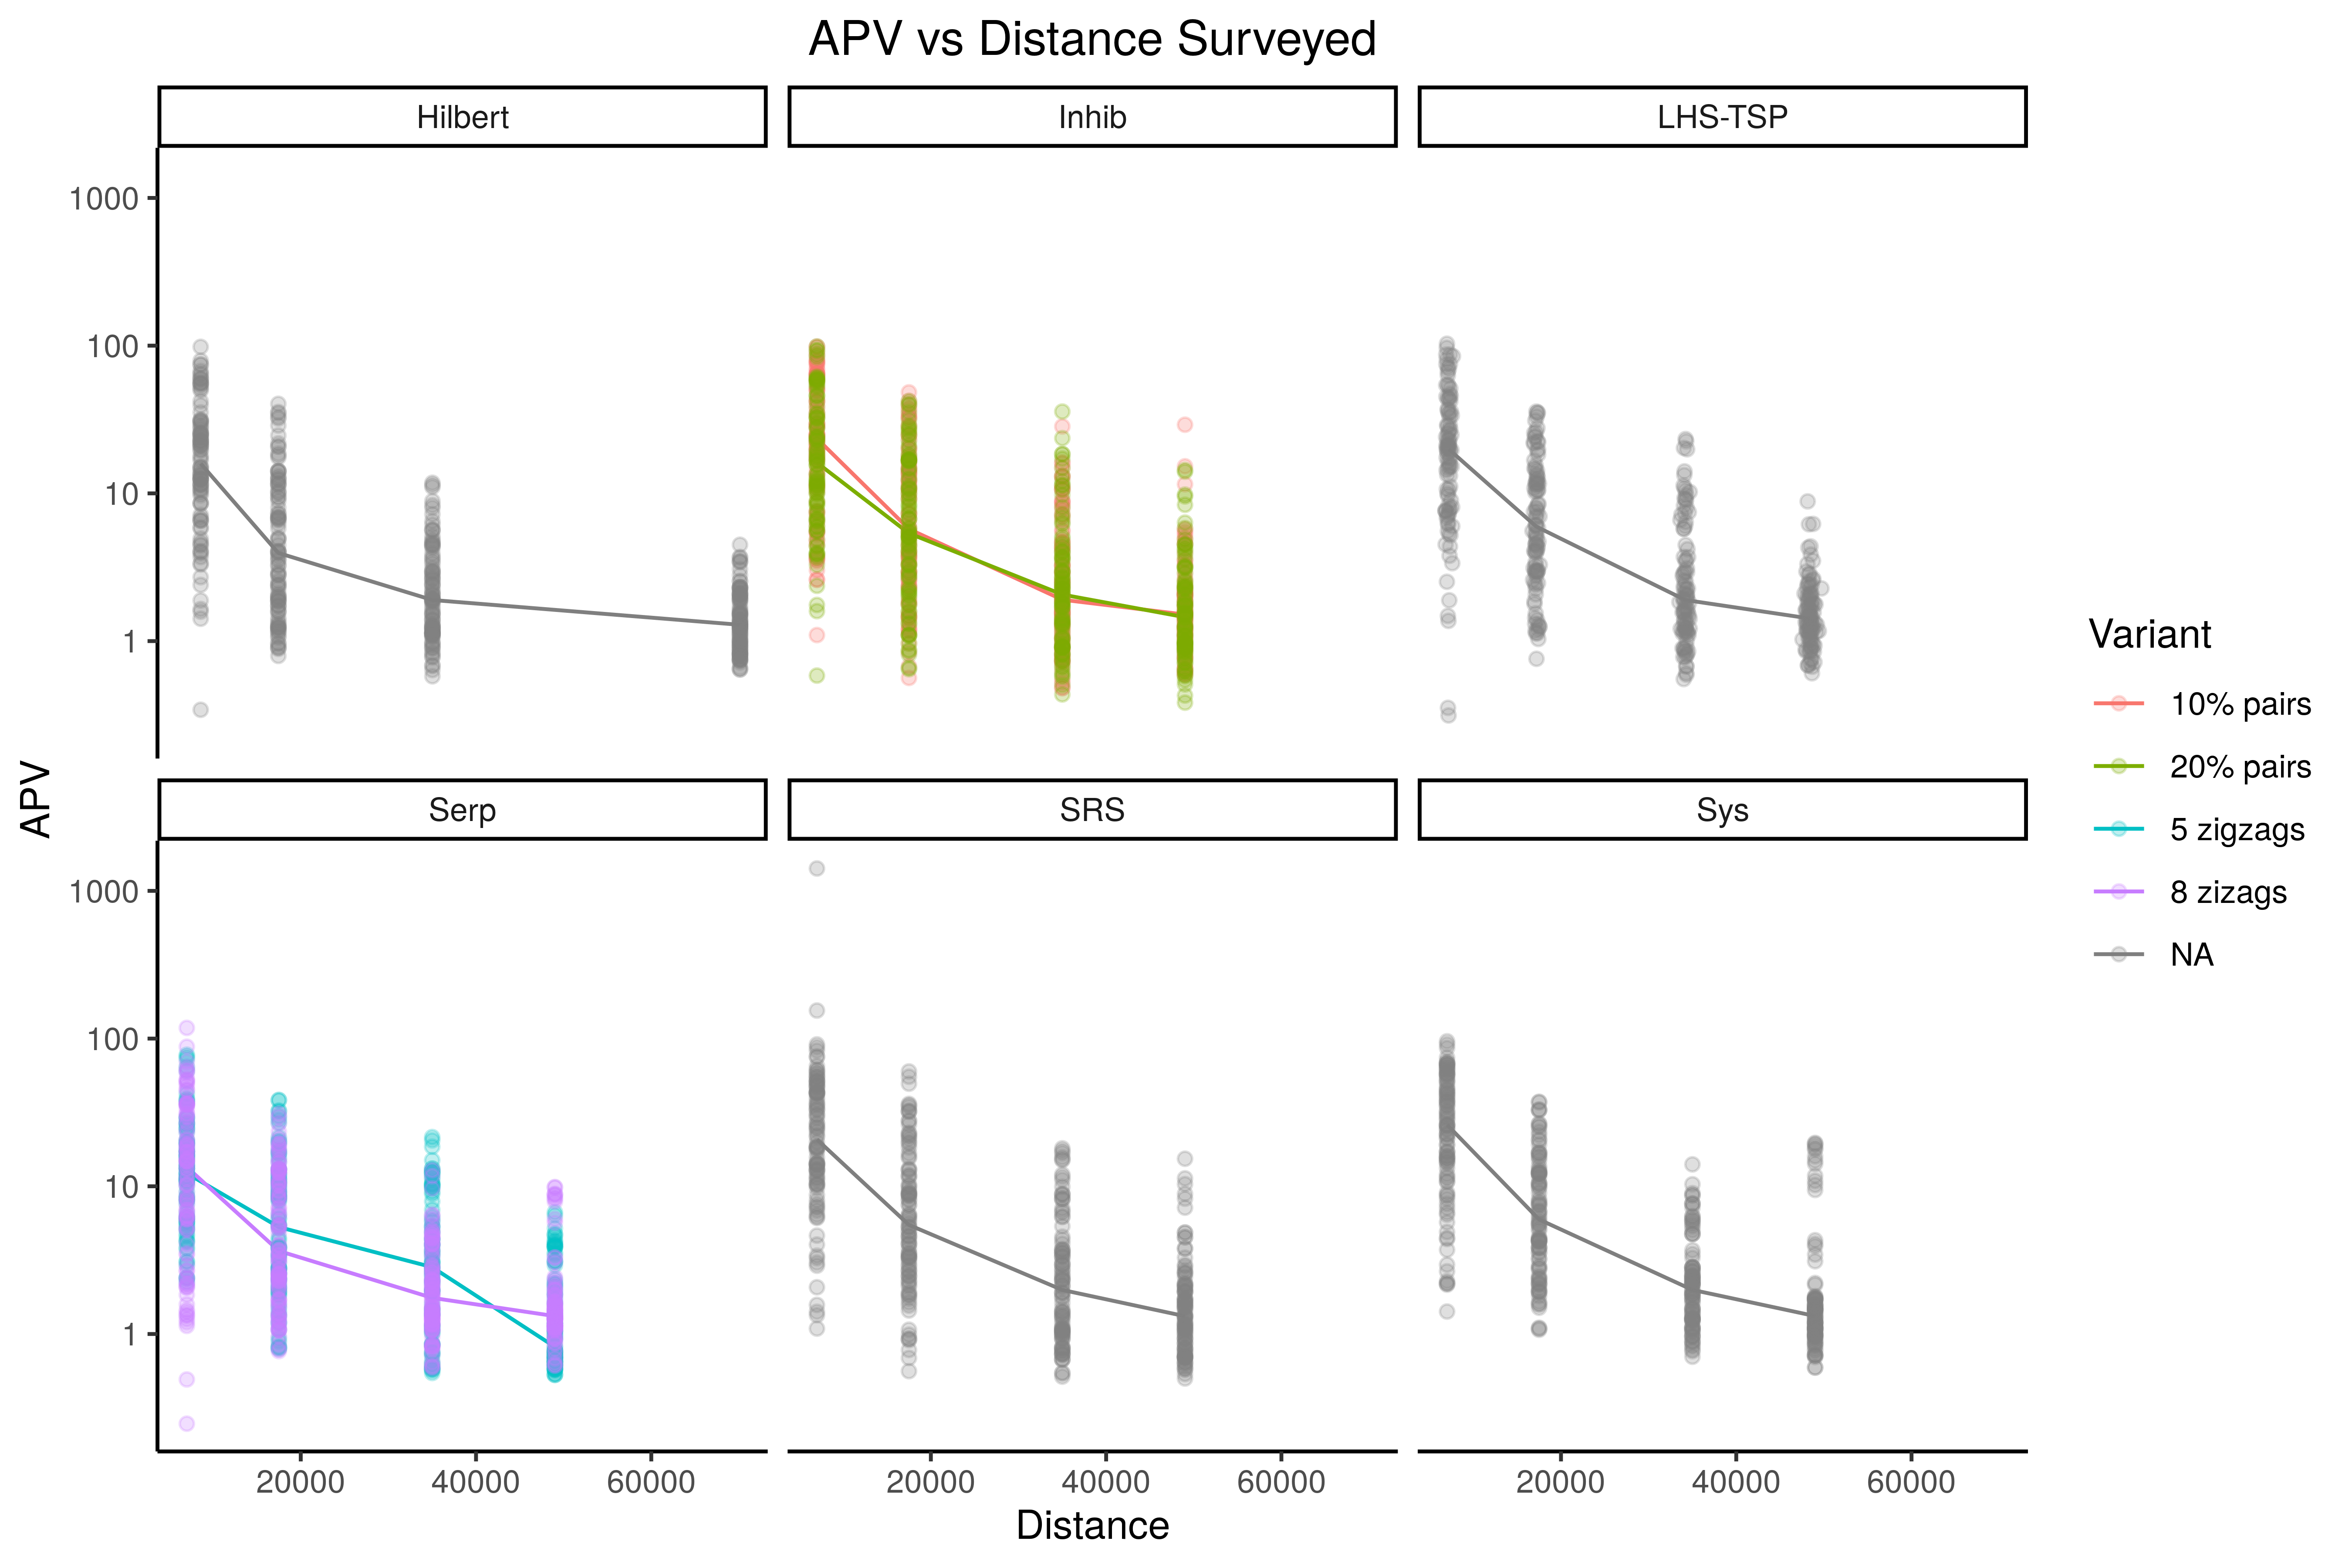 APV vs Distance Surveyed
Hilbert
Inhib
LHS-TSP
1000
100
10
1
APV
Serp
SRS
Sys
1000
100
10
1
20000 40000 60000
20000 40000 60000
20000 40000 60000
Distance
Variant
10% pairs
20% pairs
5 zigzags
8 zizags
NA